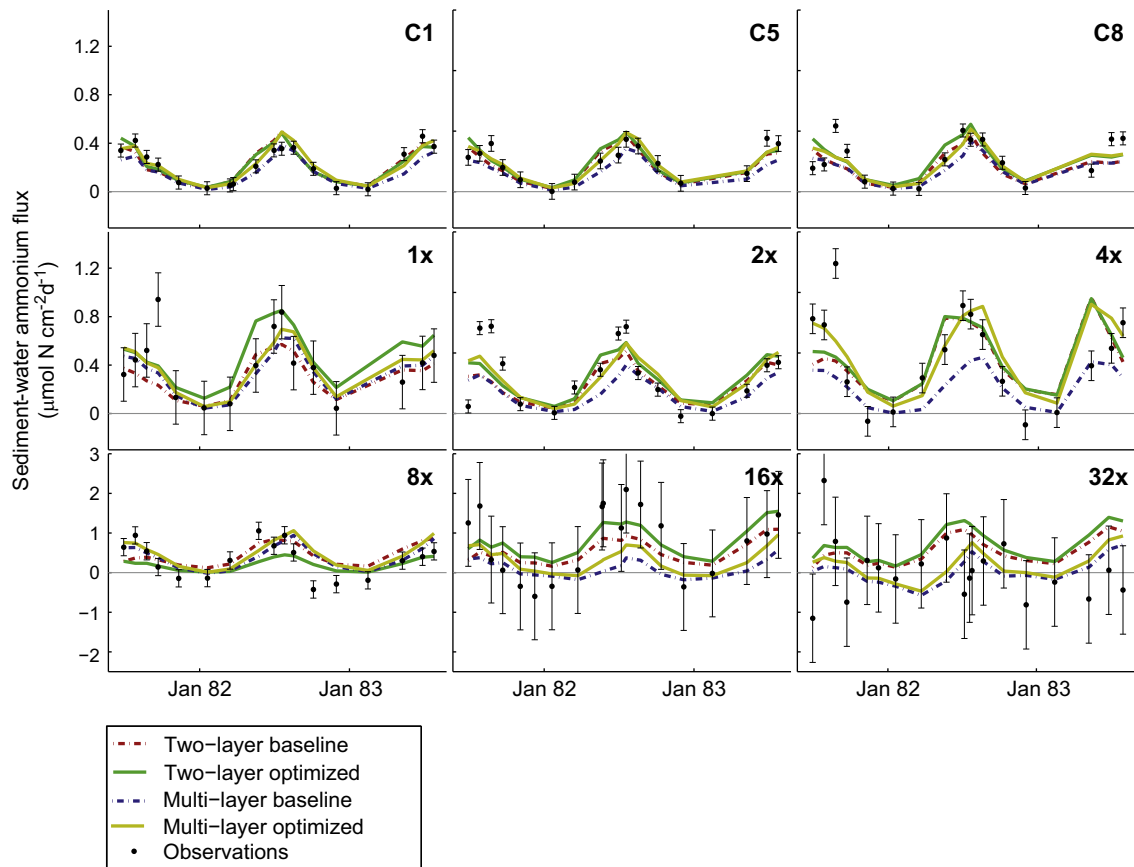 C1
C5
C8
1.2
0.8
0.4
0
1x
2x
4x
1.2
0.8
0.4
0
8x
16x
32x
3
2
1
0
−1
−2
Jan 82
Jan 83
Jan 82
Jan 83
Jan 82
Jan 83
Sediment-water ammonium flux
(μmol N cm⁻²d⁻¹)
Two−layer baseline
Two−layer optimized
Multi−layer baseline
Multi−layer optimized
Observations